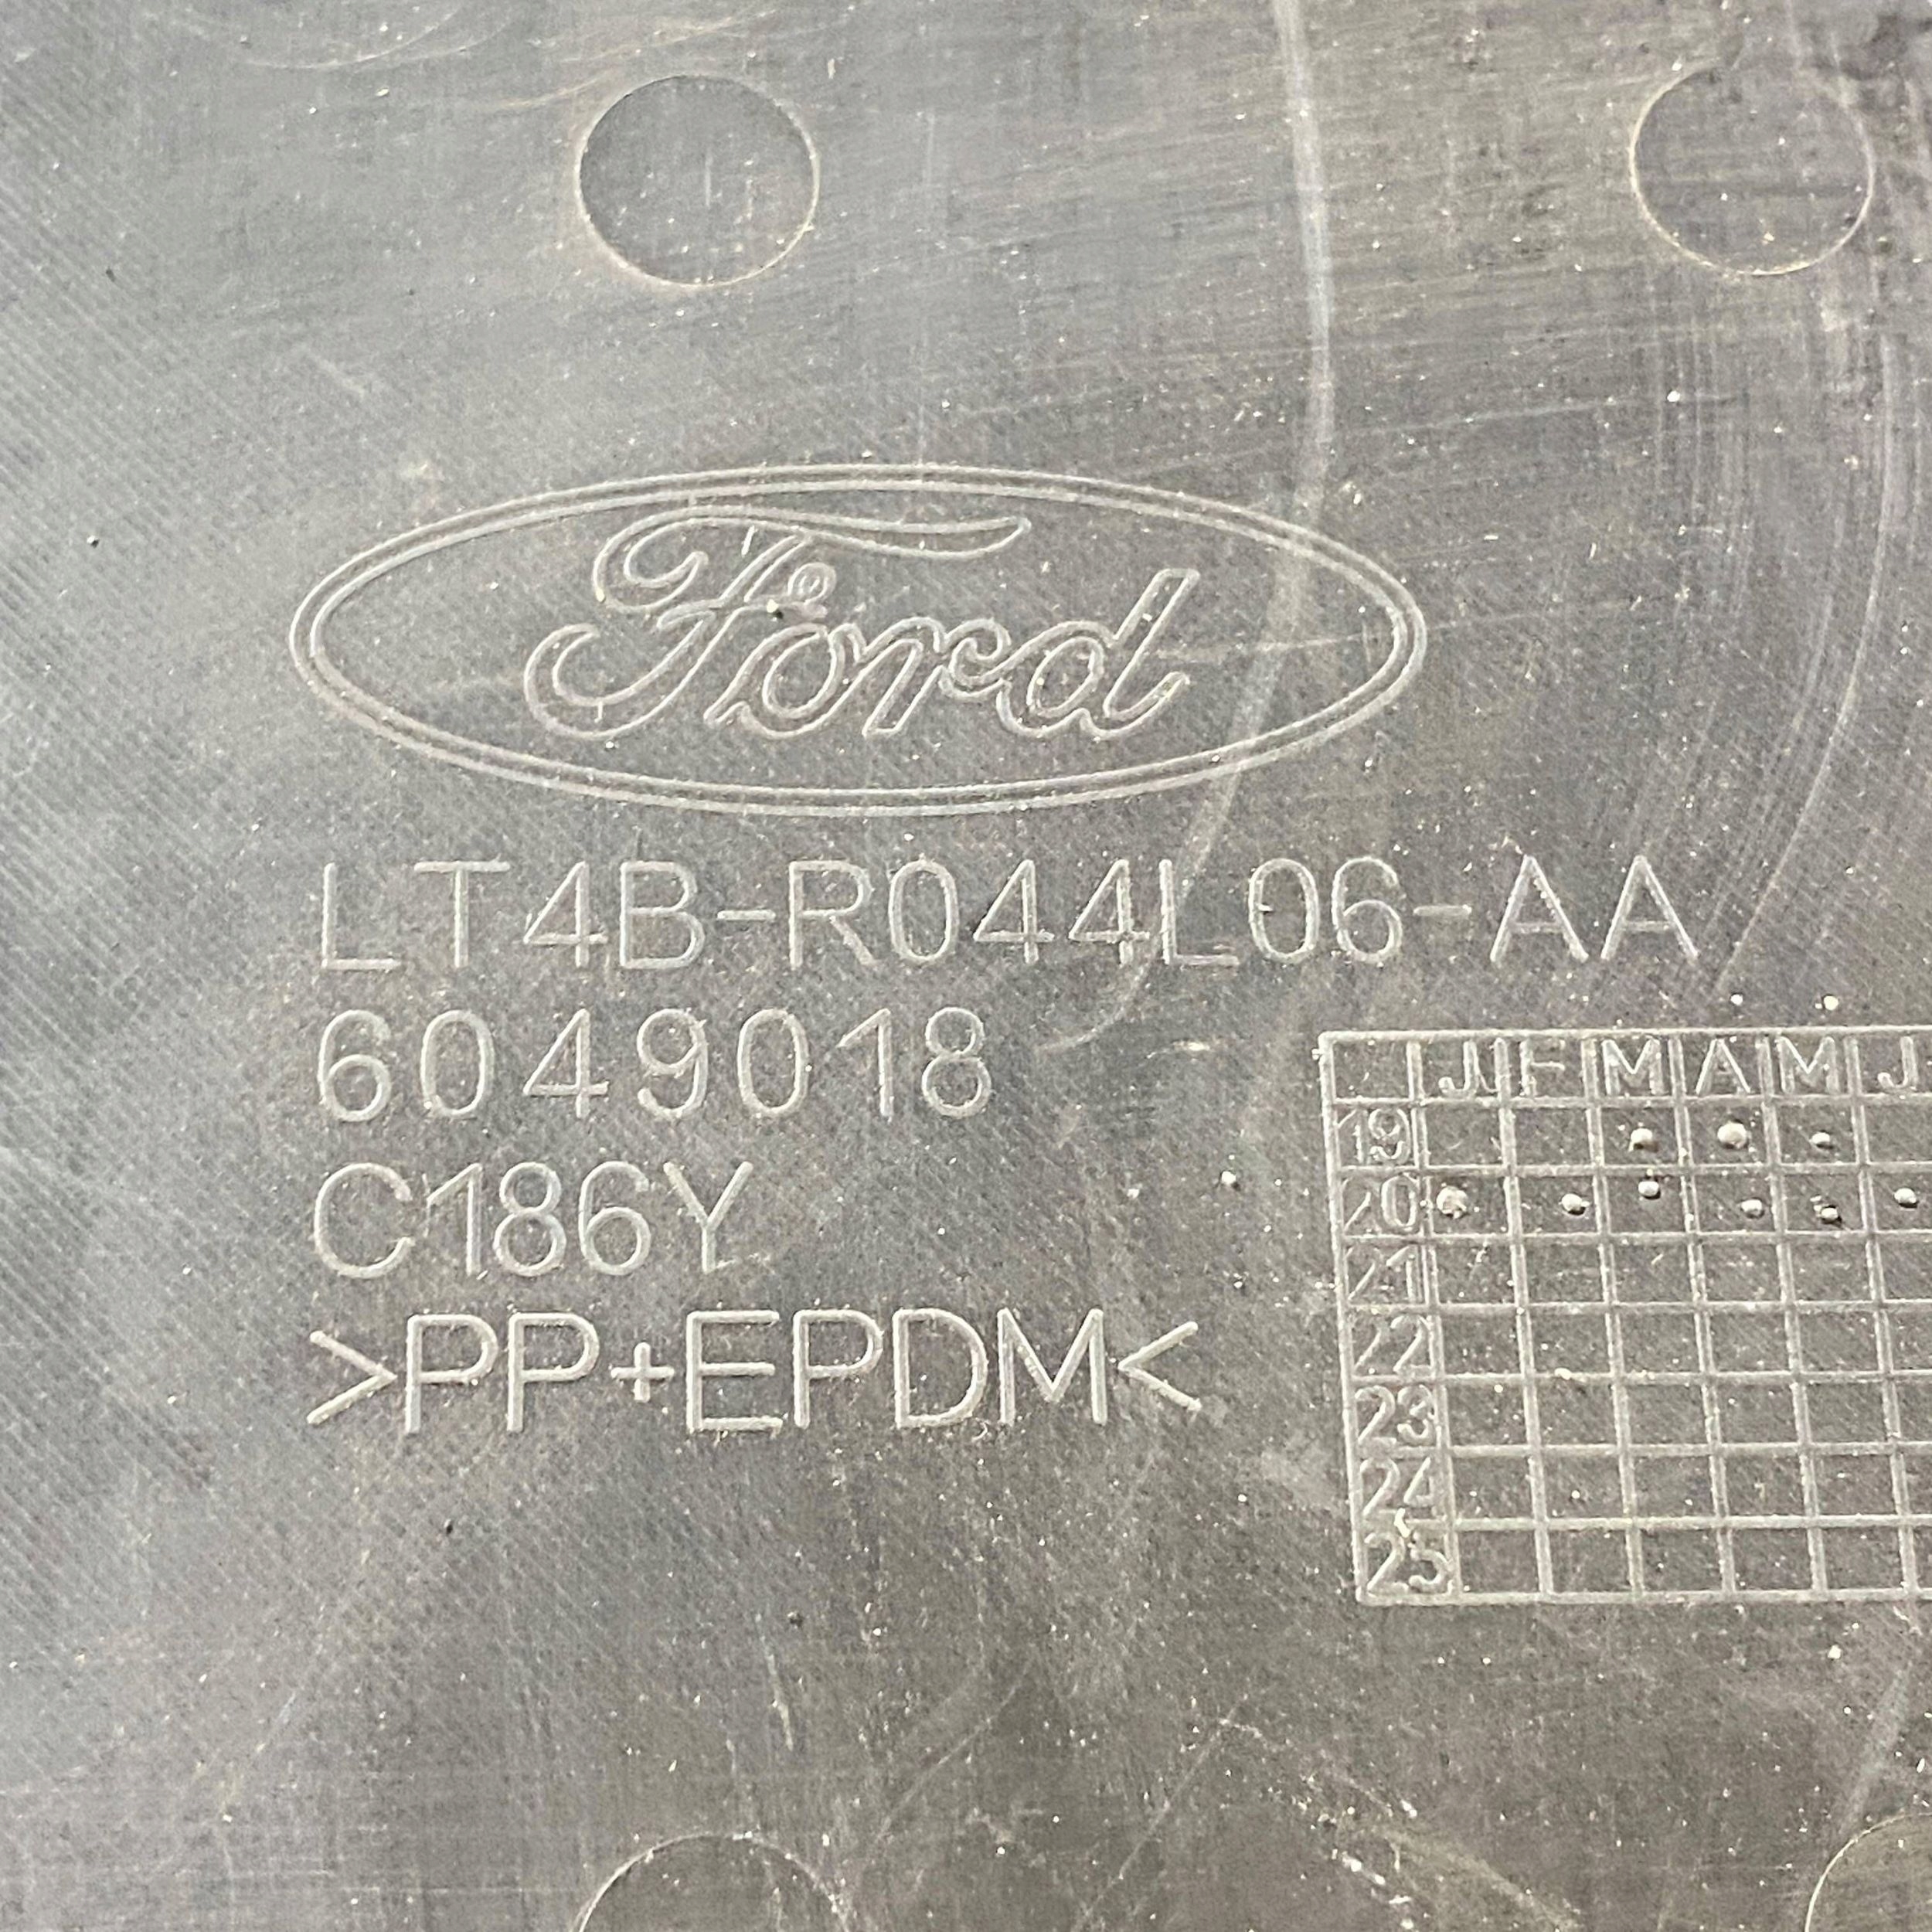 Ford
LT4B-R044L06-AA
6049018
C186Y
>PP+EPDM<
J F M A M J
19
20
21
22
23
24
25